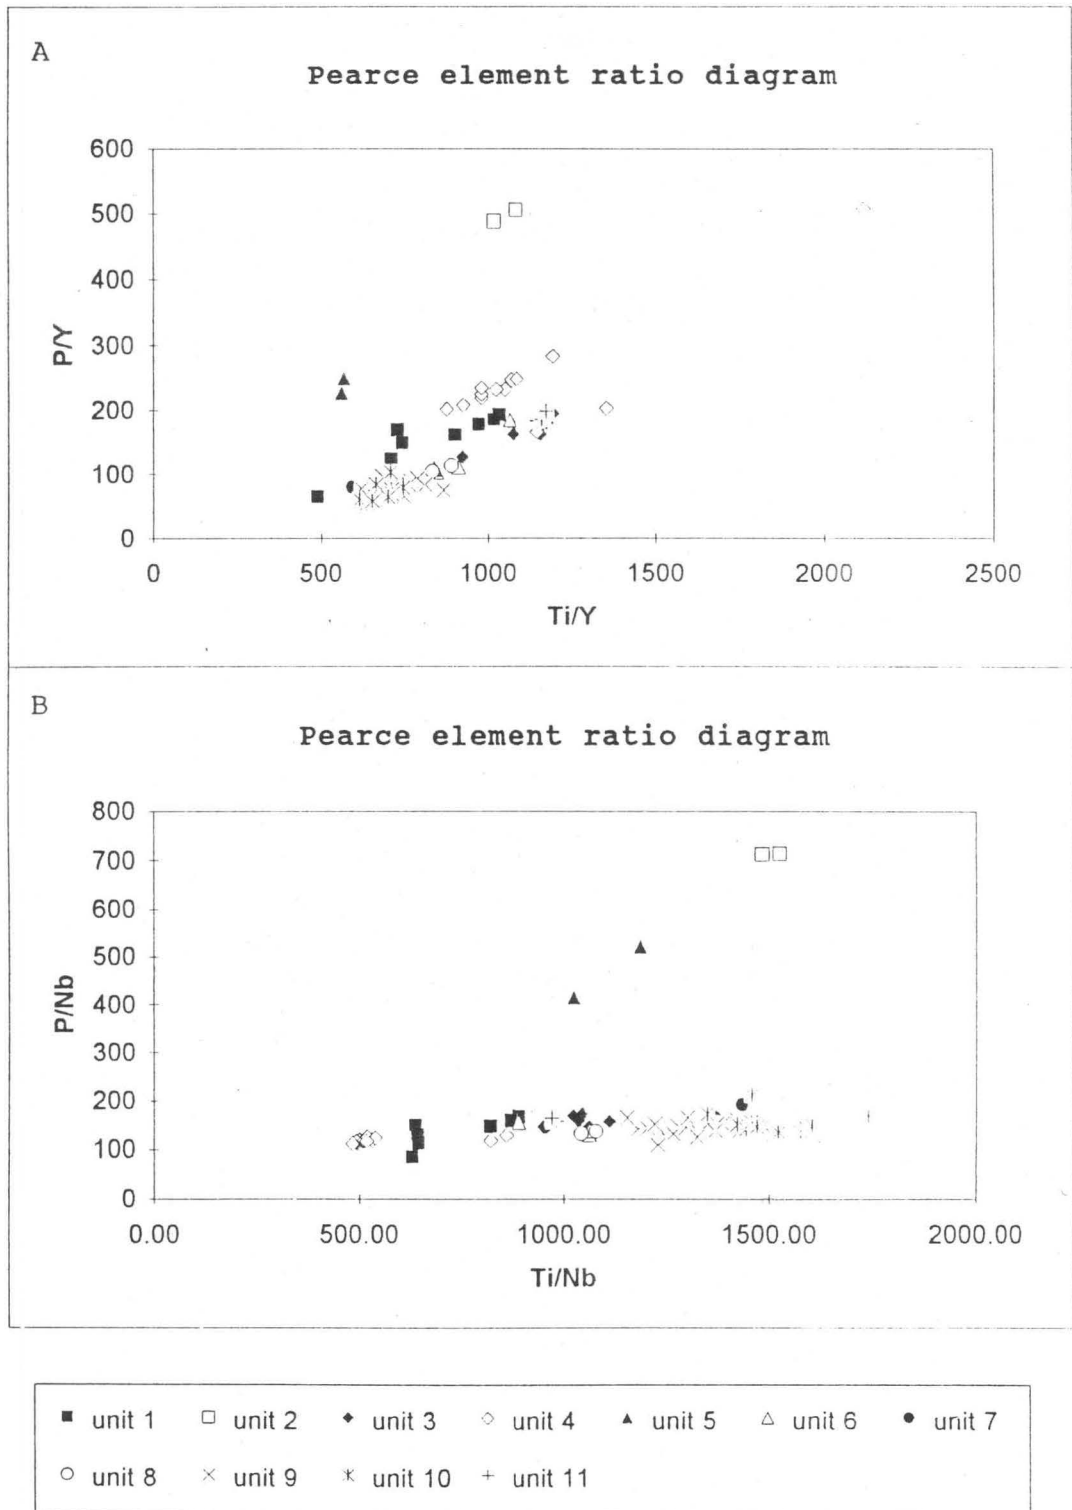 A
Pearce element ratio diagram
600
500
400
300
200
100
0
P/Y
0 500 1000 1500 2000 2500
Ti/Y
B
Pearce element ratio diagram
800
700
600
500
400
300
200
100
0
P/Nb
0.00 500.00 1000.00 1500.00 2000.00
Ti/Nb
unit 1 unit 2 unit 3 unit 4 unit 5 unit 6 unit 7
unit 8 unit 9 unit 10 unit 11